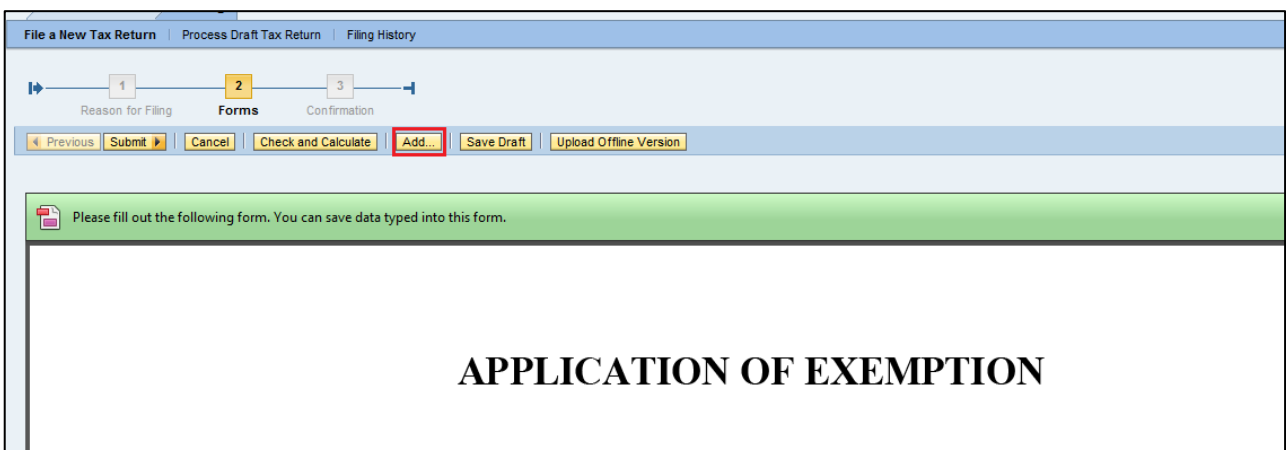 File a New Tax Return | Process Draft Tax Return | Filing History
1 2 3
Reason for Filing Forms Confirmation
Previous Submit Cancel Check and Calculate Add... Save Draft Upload Offline Version
Please fill out the following form. You can save data typed into this form.
APPLICATION OF EXEMPTION